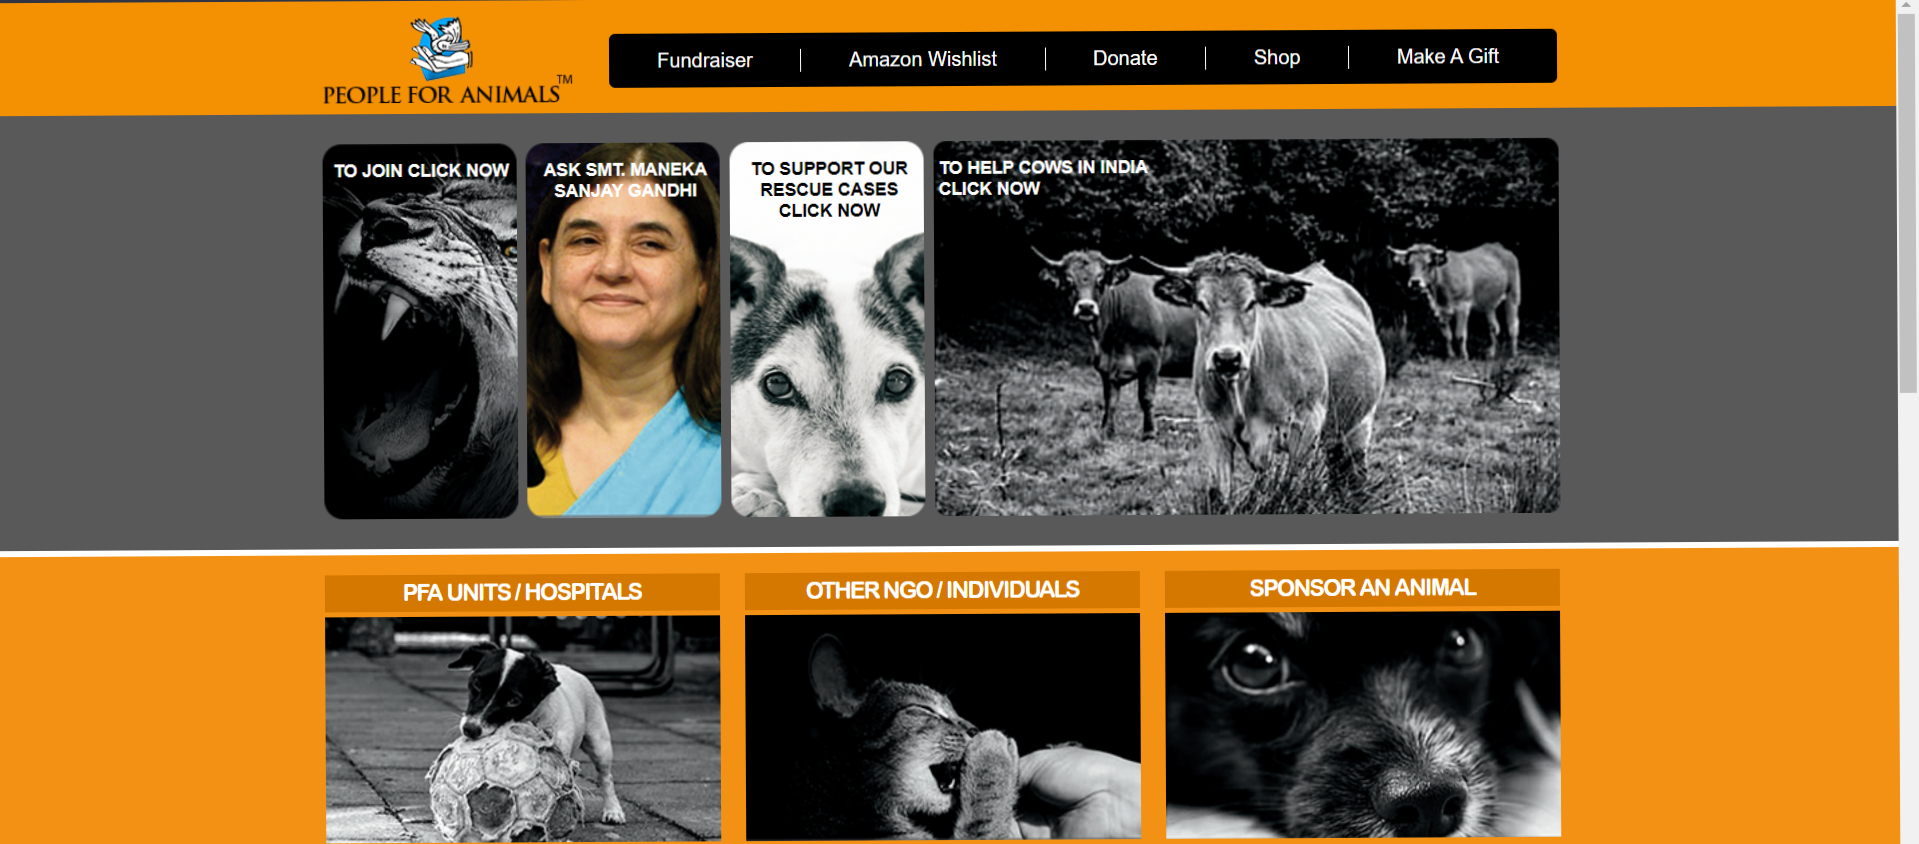 PEOPLE FOR ANIMALS™
Fundraiser
Amazon Wishlist
Donate
Shop
Make A Gift
TO JOIN CLICK NOW
ASK SMT. MANEKA
SANJAY GANDHI
TO SUPPORT OUR
RESCUE CASES
CLICK NOW
TO HELP COWS IN INDIA
CLICK NOW
PFA UNITS / HOSPITALS
OTHER NGO / INDIVIDUALS
SPONSOR AN ANIMAL